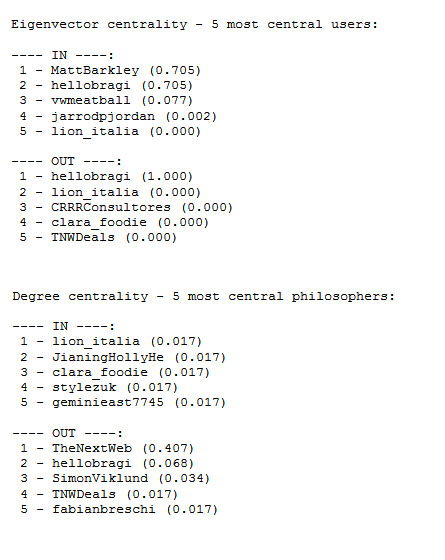 Eigenvector centrality - 5 most central users:
---- IN ----:
1 - MattBarkley (0.705)
2 - hellobragi (0.705)
3 - vwmeatball (0.077)
4 - jarrodpjordan (0.002)
5 - lion_italia (0.000)
---- OUT ----:
1 - hellobragi (1.000)
2 - lion_italia (0.000)
3 - CRRRConsultores (0.000)
4 - clara_foodie (0.000)
5 - TNWDeals (0.000)
Degree centrality - 5 most central philosophers:
---- IN ----:
1 - lion_italia (0.017)
2 - JianingHollyHe (0.017)
3 - clara_foodie (0.017)
4 - stylezuk (0.017)
5 - geminieast7745 (0.017)
---- OUT ----:
1 - TheNextWeb (0.407)
2 - hellobragi (0.068)
3 - SimonViklund (0.034)
4 - TNWDeals (0.017)
5 - fabianbreschi (0.017)